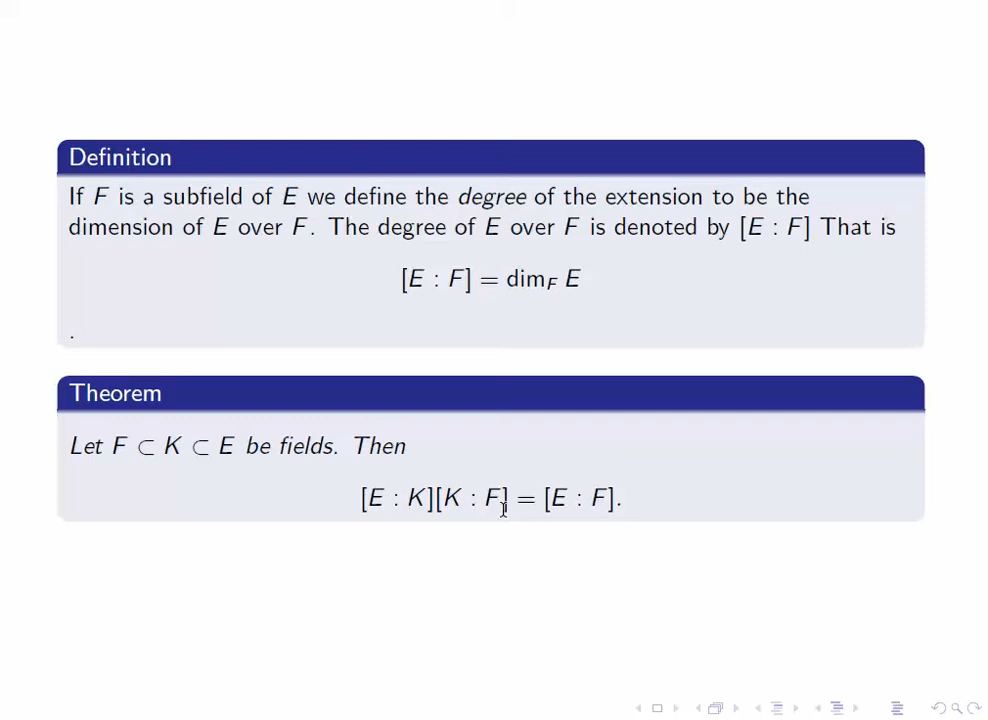 Definition
If F is a subfield of E we define the degree of the extension to be the
dimension of E over F. The degree of E over F is denoted by [E : F] That is
[E : F] = dim_F E
.
Theorem
Let F ⊂ K ⊂ E be fields. Then
[E : K][K : F] = [E : F].